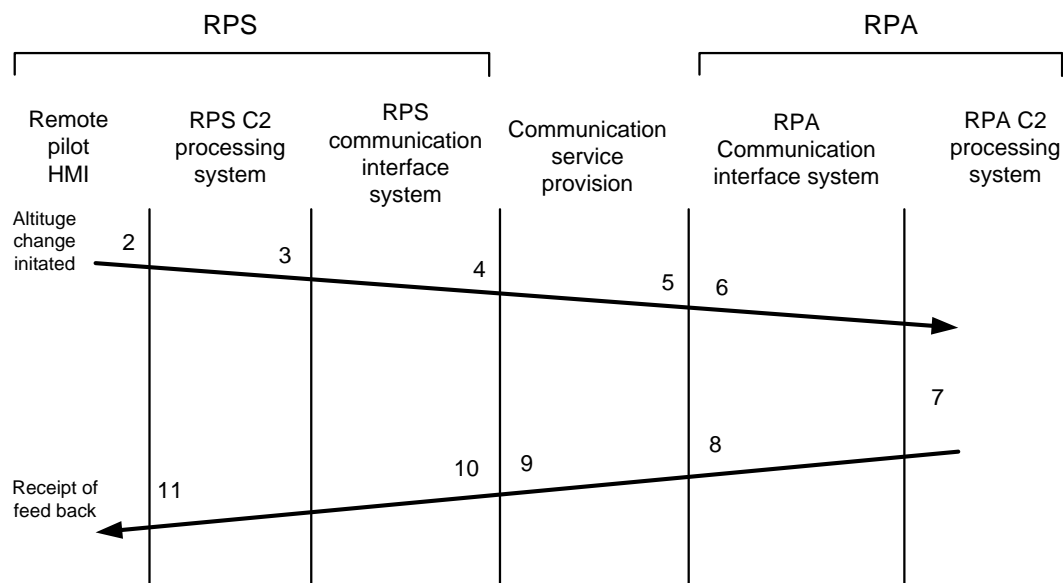 RPS
RPA
Remote
pilot
HMI
RPS C2
processing
system
RPS
communication
interface
system
Communication
service
provision
RPA
Communication
interface system
RPA C2
processing
system
Altituge
change
initated
2
3
4
5
6
7
8
9
10
11
Receipt of
feed back